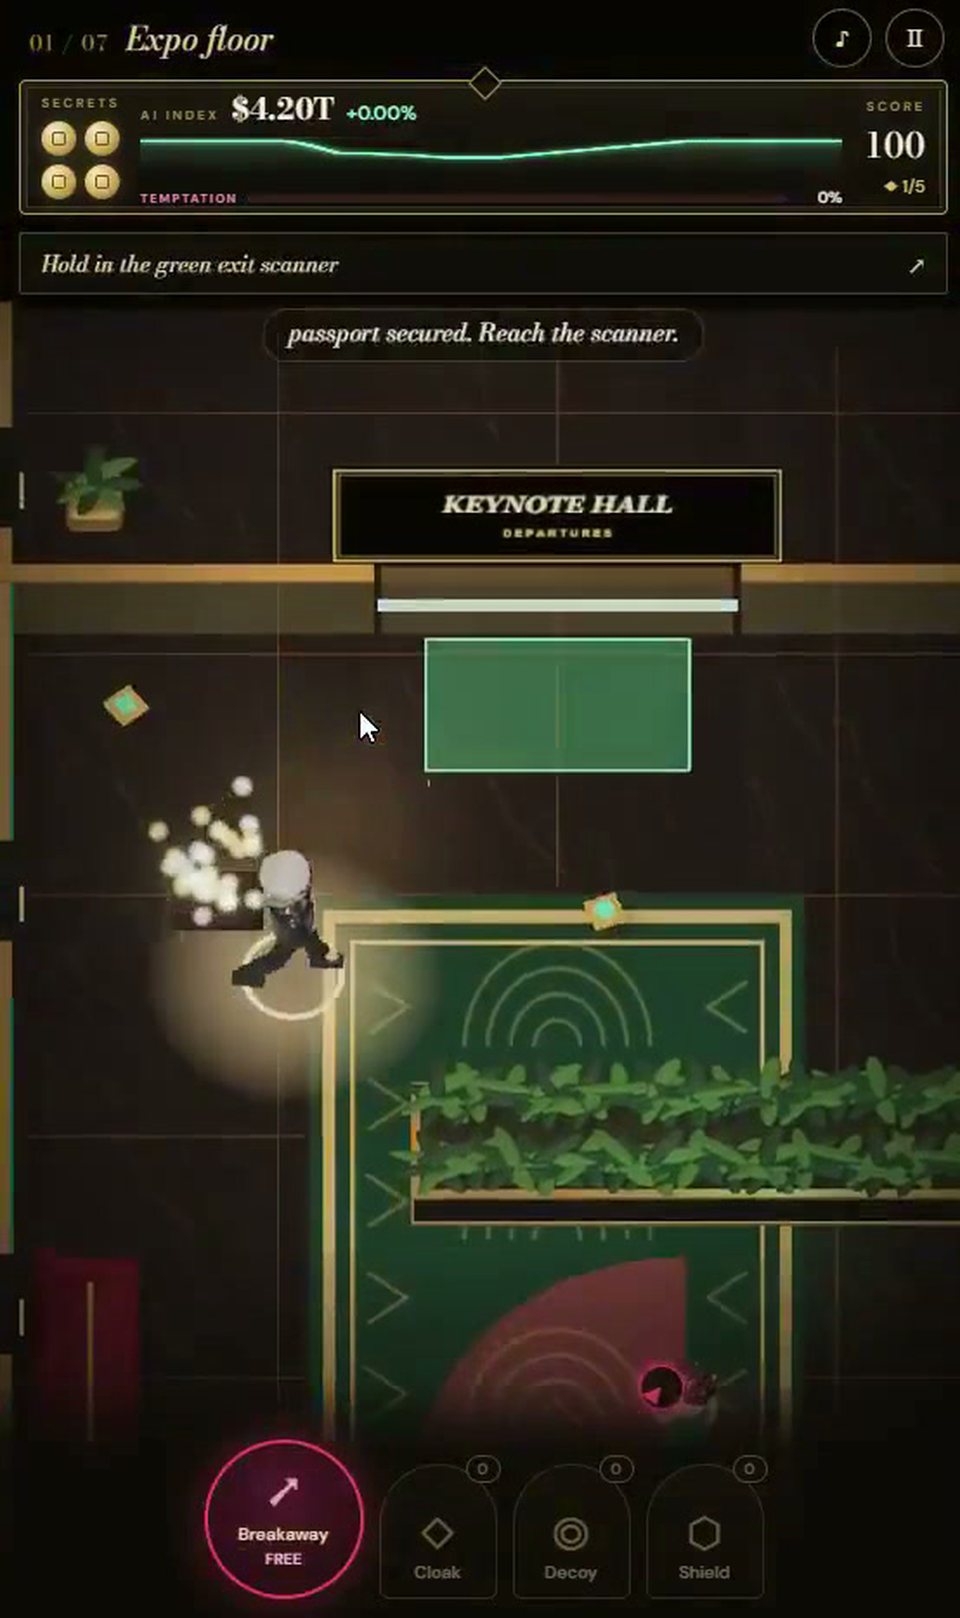 01 / 07 Expo floor
SECRETS
AI INDEX $4.20T +0.00%
TEMPTATION 0%
SCORE
100
1/5
Hold in the green exit scanner
passport secured. Reach the scanner.
KEYNOTE HALL
DEPARTURES
Breakaway
FREE
0
Cloak
0
Decoy
0
Shield